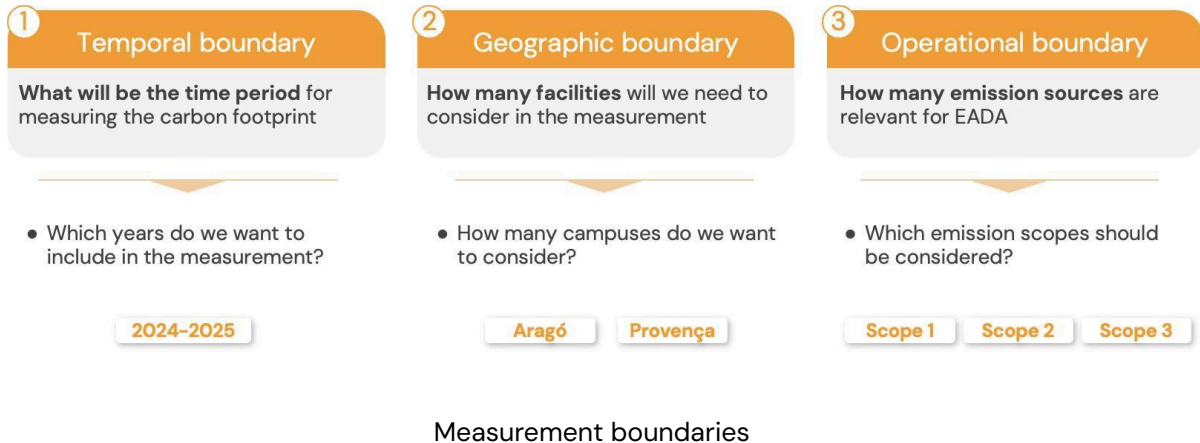 1
Temporal boundary
What will be the time period for
measuring the carbon footprint
• Which years do we want to
include in the measurement?
2024-2025
2
Geographic boundary
How many facilities will we need to
consider in the measurement
• How many campuses do we want
to consider?
Aragó
Provença
3
Operational boundary
How many emission sources are
relevant for EADA
• Which emission scopes should
be considered?
Scope 1
Scope 2
Scope 3
Measurement boundaries